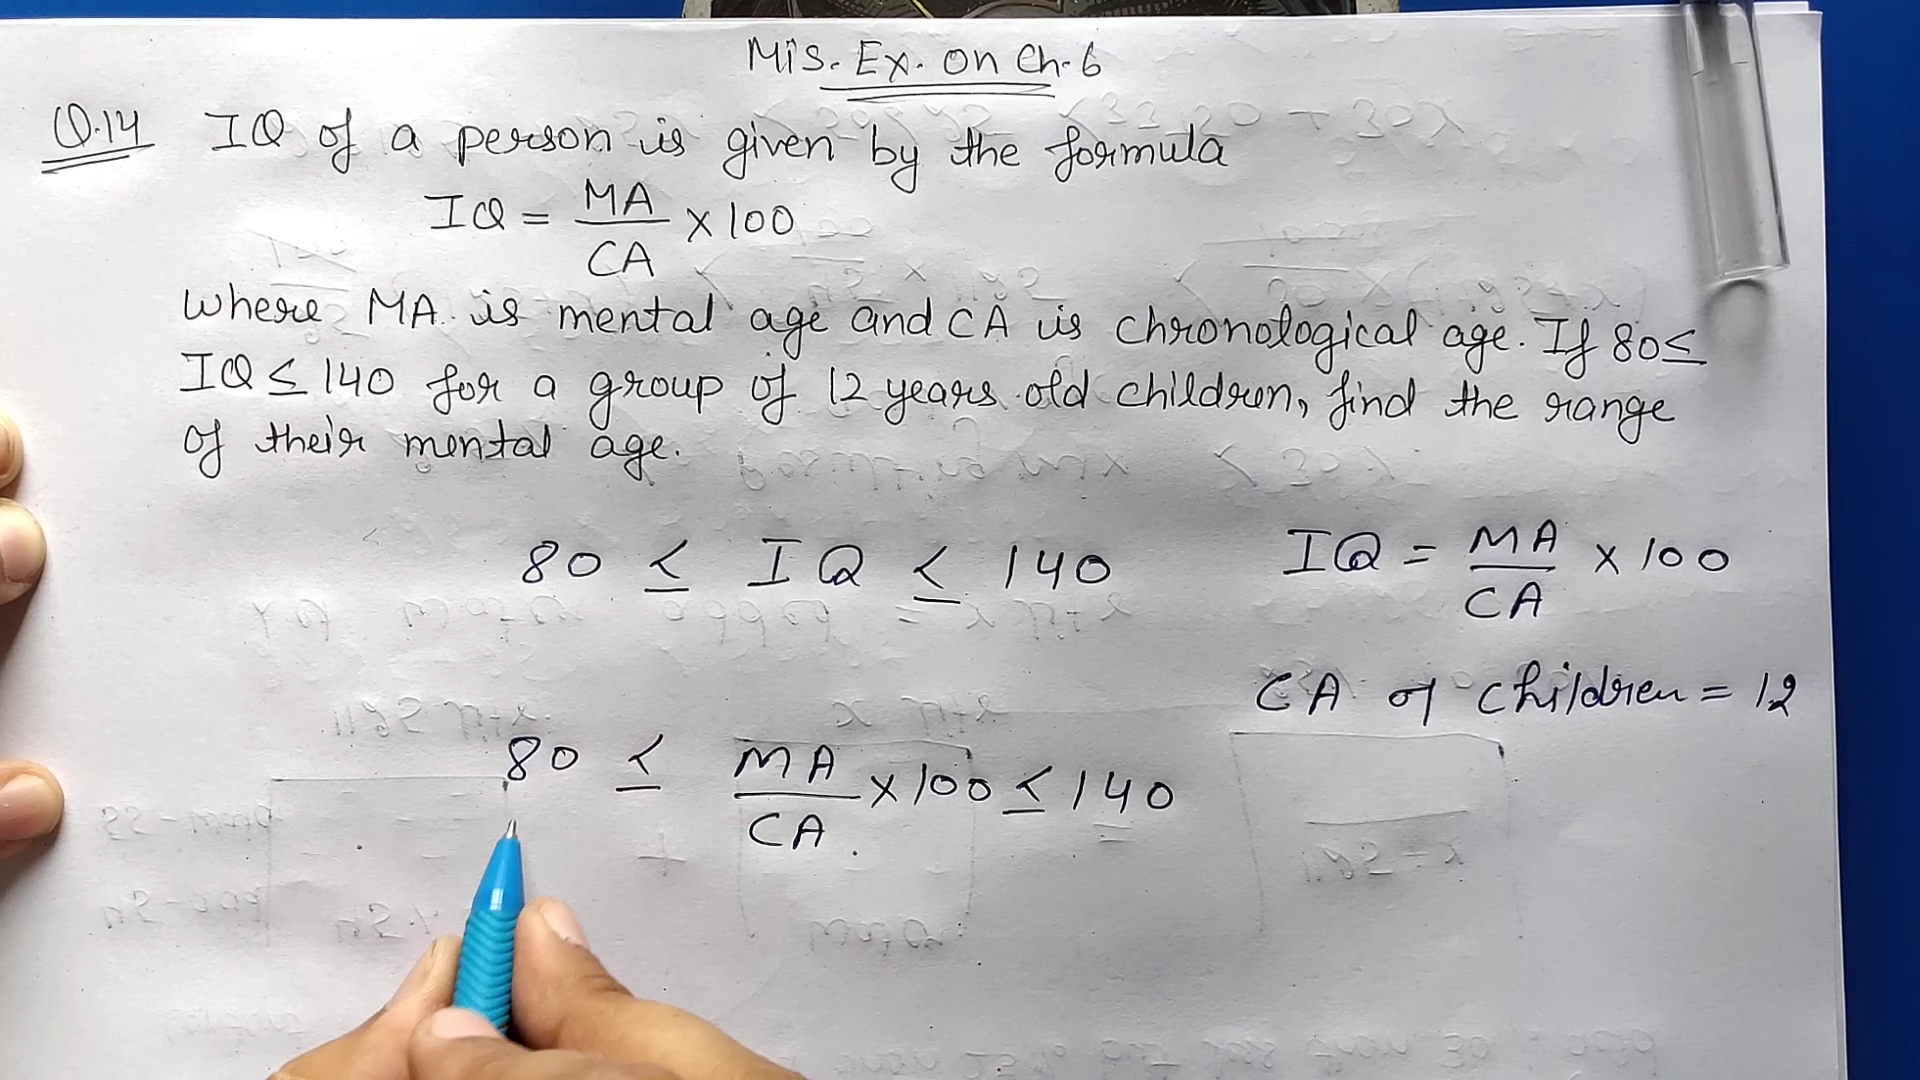 Mis. Ex. on Ch. 6
Q.14 IQ of a person is given by the formula
IQ = MA/CA × 100
where MA is mental age and CA is chronological age. If 80 ≤
IQ ≤ 140 for a group of 12 years old children, find the range
of their mental age.
80 ≤ IQ ≤ 140
IQ = MA/CA × 100
CA of children = 12
80 ≤ MA/CA × 100 ≤ 140